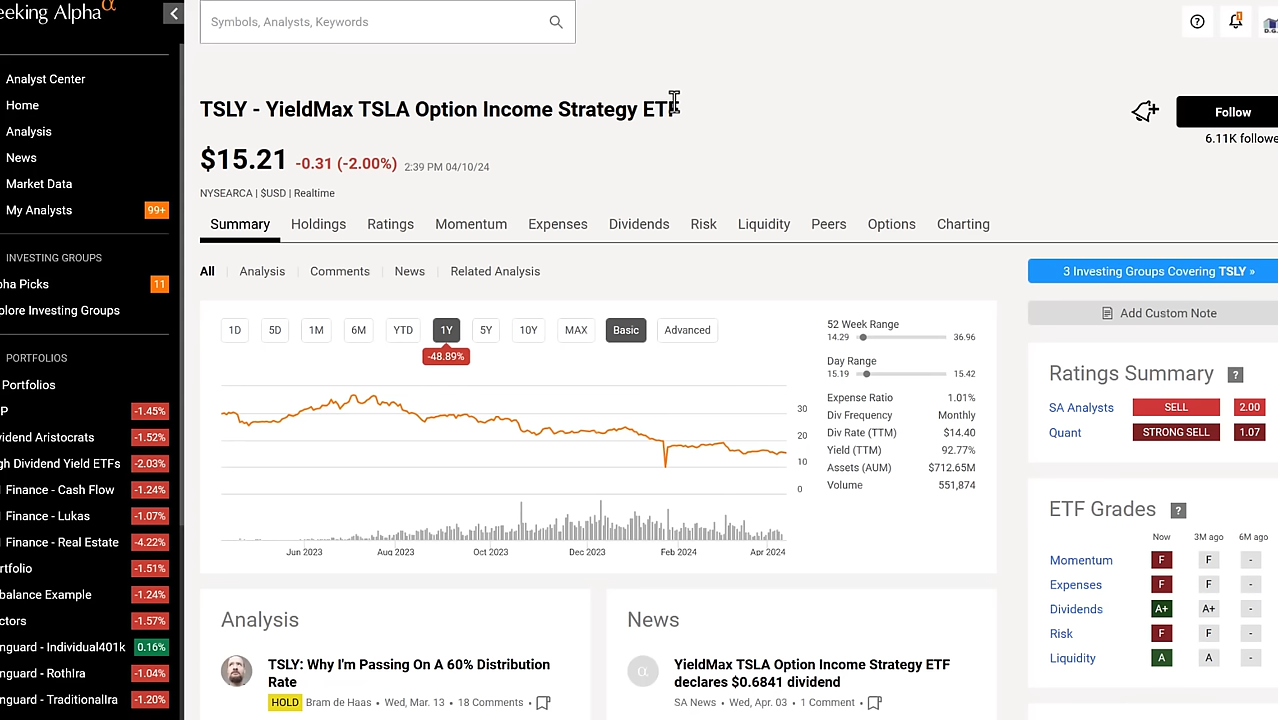 eeking Alpha α
Symbols, Analysts, Keywords
1
Analyst Center
Home
Analysis
News
Market Data
My Analysts 99+
INVESTING GROUPS
pha Picks 11
plore Investing Groups
PORTFOLIOS
Portfolios
P -1.45%
vidend Aristocrats -1.52%
gh Dividend Yield ETFs -2.03%
Finance - Cash Flow -1.24%
Finance - Lukas -1.07%
Finance - Real Estate -4.22%
rtfolio -1.51%
balance Example -1.24%
ctors -1.57%
nguard - Individual401k 0.16%
nguard - RothIra -1.04%
nguard - TraditionalIra -1.20%
TSLY - YieldMax TSLA Option Income Strategy ETF
$15.21 -0.31 (-2.00%) 2:39 PM 04/10/24
NYSEARCA | $USD | Realtime
Follow
6.11K followe
Summary Holdings Ratings Momentum Expenses Dividends Risk Liquidity Peers Options Charting
All Analysis Comments News Related Analysis
1D 5D 1M 6M YTD 1Y 5Y 10Y MAX Basic Advanced
-48.89%
30
20
10
0
Jun 2023 Aug 2023 Oct 2023 Dec 2023 Feb 2024 Apr 2024
52 Week Range
14.29 36.96
Day Range
15.19 15.42
Expense Ratio 1.01%
Div Frequency Monthly
Div Rate (TTM) $14.40
Yield (TTM) 92.77%
Assets (AUM) $712.65M
Volume 551,874
3 Investing Groups Covering TSLY »
Add Custom Note
Ratings Summary ?
SA Analysts SELL 2.00
Quant STRONG SELL 1.07
ETF Grades ?
Now 3M ago 6M ago
Momentum F F -
Expenses F F -
Dividends A+ A+ -
Risk F F -
Liquidity A A -
Analysis
TSLY: Why I'm Passing On A 60% Distribution
Rate
HOLD Bram de Haas • Wed, Mar. 13 • 18 Comments •
News
α
YieldMax TSLA Option Income Strategy ETF
declares $0.6841 dividend
SA News • Wed, Apr. 03 • 1 Comment •